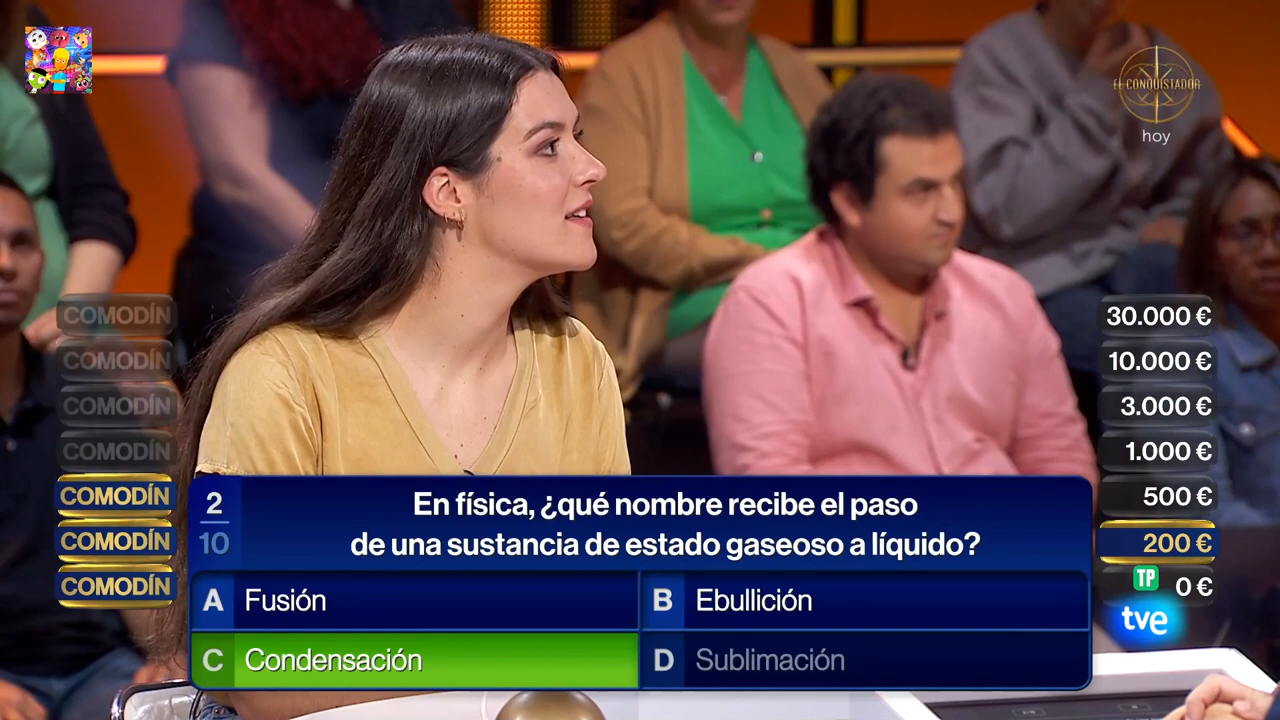 EL CONQUISTADOR
hoy
COMODÍN
COMODÍN
COMODÍN
COMODÍN
COMODÍN
COMODÍN
COMODÍN
30.000 €
10.000 €
3.000 €
1.000 €
500 €
200 €
TP 0 €
tve
2
10
En física, ¿qué nombre recibe el paso
de una sustancia de estado gaseoso a líquido?
A Fusión
B Ebullición
C Condensación
D Sublimación